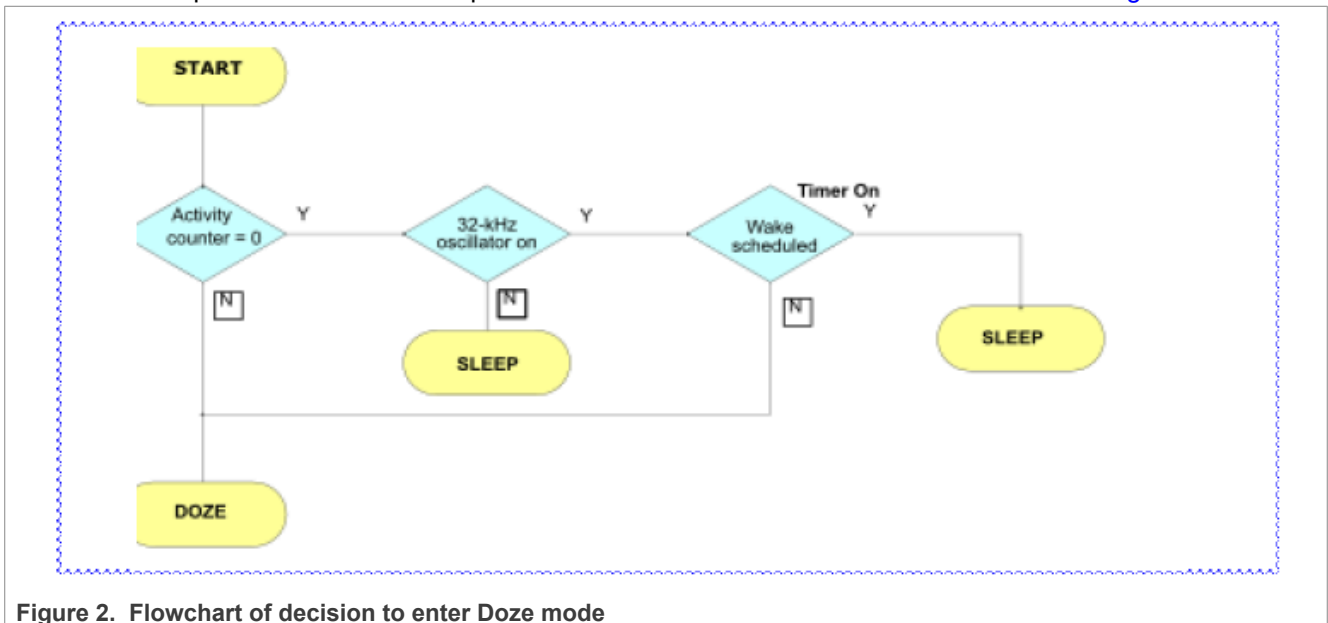 START
Activity
counter = 0
Y
32-kHz
oscillator on
Y
Timer On
Y
Wake
scheduled
N
N
N
SLEEP
SLEEP
DOZE
Figure 2. Flowchart of decision to enter Doze mode